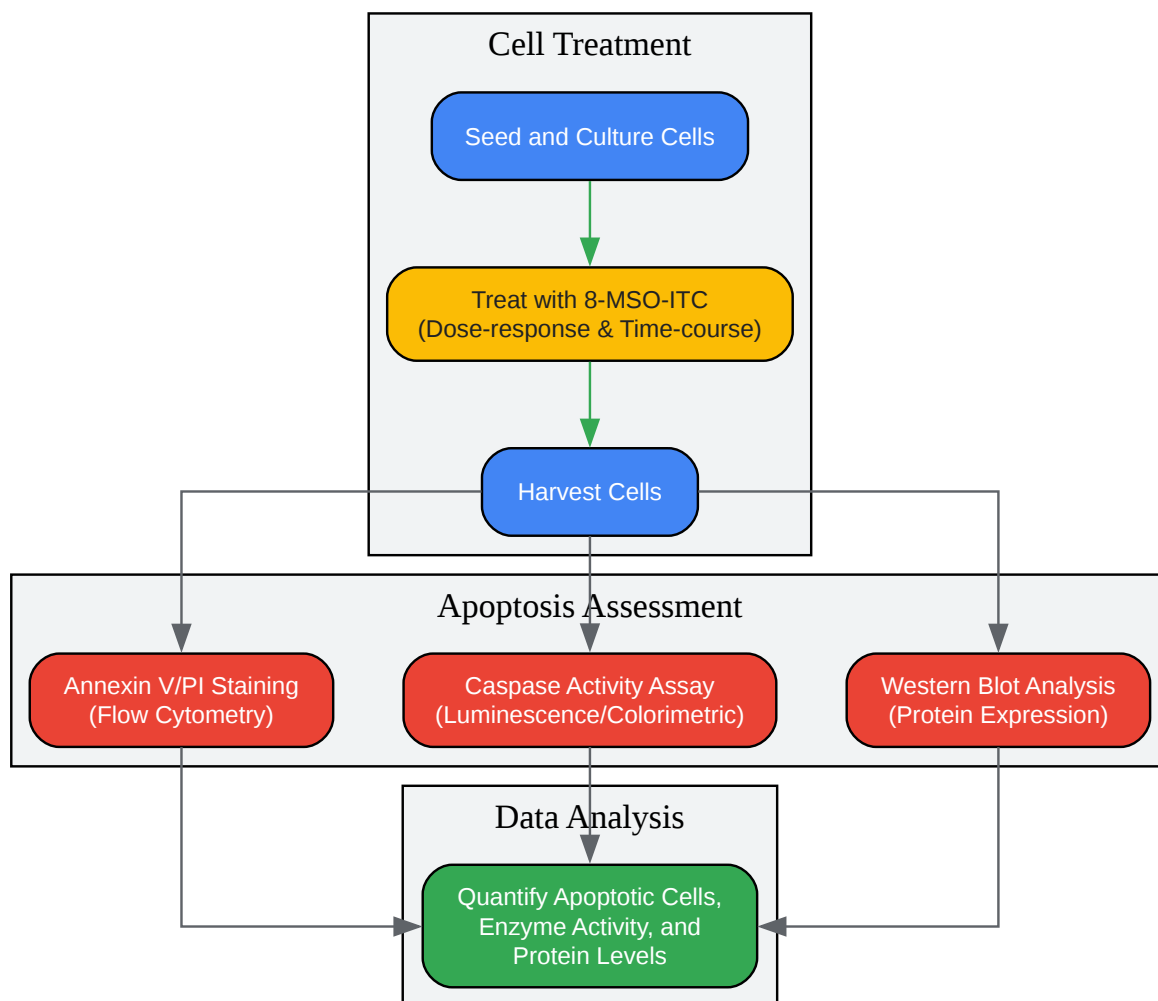 Cell Treatment
Seed and Culture Cells
Treat with 8-MSO-ITC
(Dose-response & Time-course)
Harvest Cells
Apoptosis Assessment
Annexin V/PI Staining
(Flow Cytometry)
Caspase Activity Assay
(Luminescence/Colorimetric)
Western Blot Analysis
(Protein Expression)
Data Analysis
Quantify Apoptotic Cells,
Enzyme Activity, and
Protein Levels